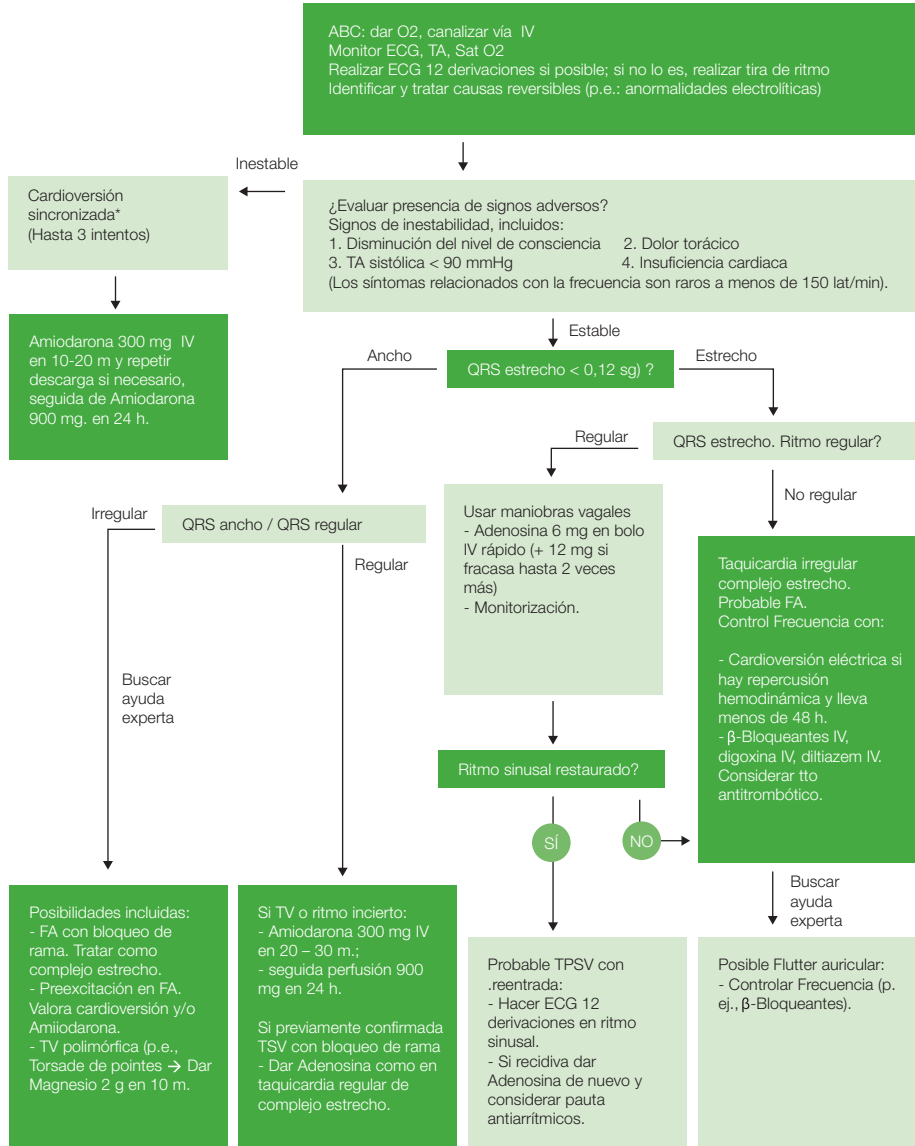 ABC: dar O2, canalizar vía IV
Monitor ECG, TA, Sat O2
Realizar ECG 12 derivaciones si posible; si no lo es, realizar tira de ritmo
Identificar y tratar causas reversibles (p.e.: anormalidades electrolíticas)
Inestable
Cardioversión
sincronizada*
(Hasta 3 intentos)
¿Evaluar presencia de signos adversos?
Signos de inestabilidad, incluidos:
1. Disminución del nivel de consciencia 2. Dolor torácico
3. TA sistólica < 90 mmHg 4. Insuficiencia cardiaca
(Los síntomas relacionados con la frecuencia son raros a menos de 150 lat/min).
Amiodarona 300 mg IV
en 10-20 m y repetir
descarga si necesario,
seguida de Amiodarona
900 mg. en 24 h.
Estable
Ancho
QRS estrecho < 0,12 sg) ?
Estrecho
Regular
QRS estrecho. Ritmo regular?
No regular
Irregular
QRS ancho / QRS regular
Regular
Usar maniobras vagales
- Adenosina 6 mg en bolo
IV rápido (+ 12 mg si
fracasa hasta 2 veces
más)
- Monitorización.
Taquicardia irregular
complejo estrecho.
Probable FA.
Control Frecuencia con:
- Cardioversión eléctrica si
hay repercusión
hemodinámica y lleva
menos de 48 h.
- β-Bloqueantes IV,
digoxina IV, diltiazem IV.
Considerar tto
antitrombótico.
Buscar
ayuda
experta
Ritmo sinusal restaurado?
SÍ
NO
Buscar
ayuda
experta
Posibilidades incluidas:
- FA con bloqueo de
rama. Tratar como
complejo estrecho.
- Preexcitación en FA.
Valora cardioversión y/o
Amiiodarona.
- TV polimórfica (p.e.,
Torsade de pointes → Dar
Magnesio 2 g en 10 m.
Si TV o ritmo incierto:
- Amiodarona 300 mg IV
en 20 – 30 m.;
- seguida perfusión 900
mg en 24 h.
Si previamente confirmada
TSV con bloqueo de rama
- Dar Adenosina como en
taquicardia regular de
complejo estrecho.
Probable TPSV con
.reentrada:
- Hacer ECG 12
derivaciones en ritmo
sinusal.
- Si recidiva dar
Adenosina de nuevo y
considerar pauta
antiarrítmicos.
Posible Flutter auricular:
- Controlar Frecuencia (p.
ej., β-Bloqueantes).